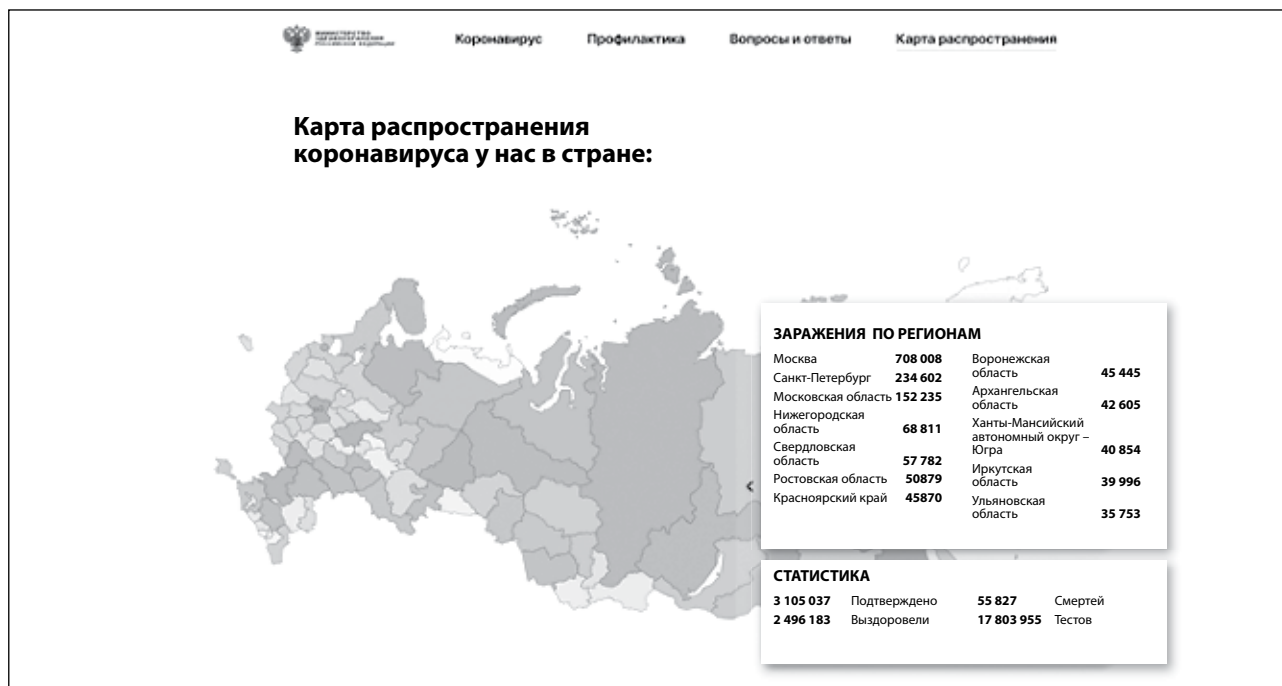 МИНИСТЕРСТВО
ЗДРАВООХРАНЕНИЯ
РОССИЙСКОЙ ФЕДЕРАЦИИ
Коронавирус
Профилактика
Вопросы и ответы
Карта распространения
Карта распространения
коронавируса у нас в стране:
ЗАРАЖЕНИЯ ПО РЕГИОНАМ
Москва 708 008
Санкт-Петербург 234 602
Московская область 152 235
Нижегородская
область 68 811
Свердловская
область 57 782
Ростовская область 50879
Красноярский край 45870
Воронежская
область 45 445
Архангельская
область 42 605
Ханты-Мансийский
автономный округ –
Югра 40 854
Иркутская
область 39 996
Ульяновская
область 35 753
СТАТИСТИКА
3 105 037 Подтверждено 55 827 Смертей
2 496 183 Выздоровели 17 803 955 Тестов